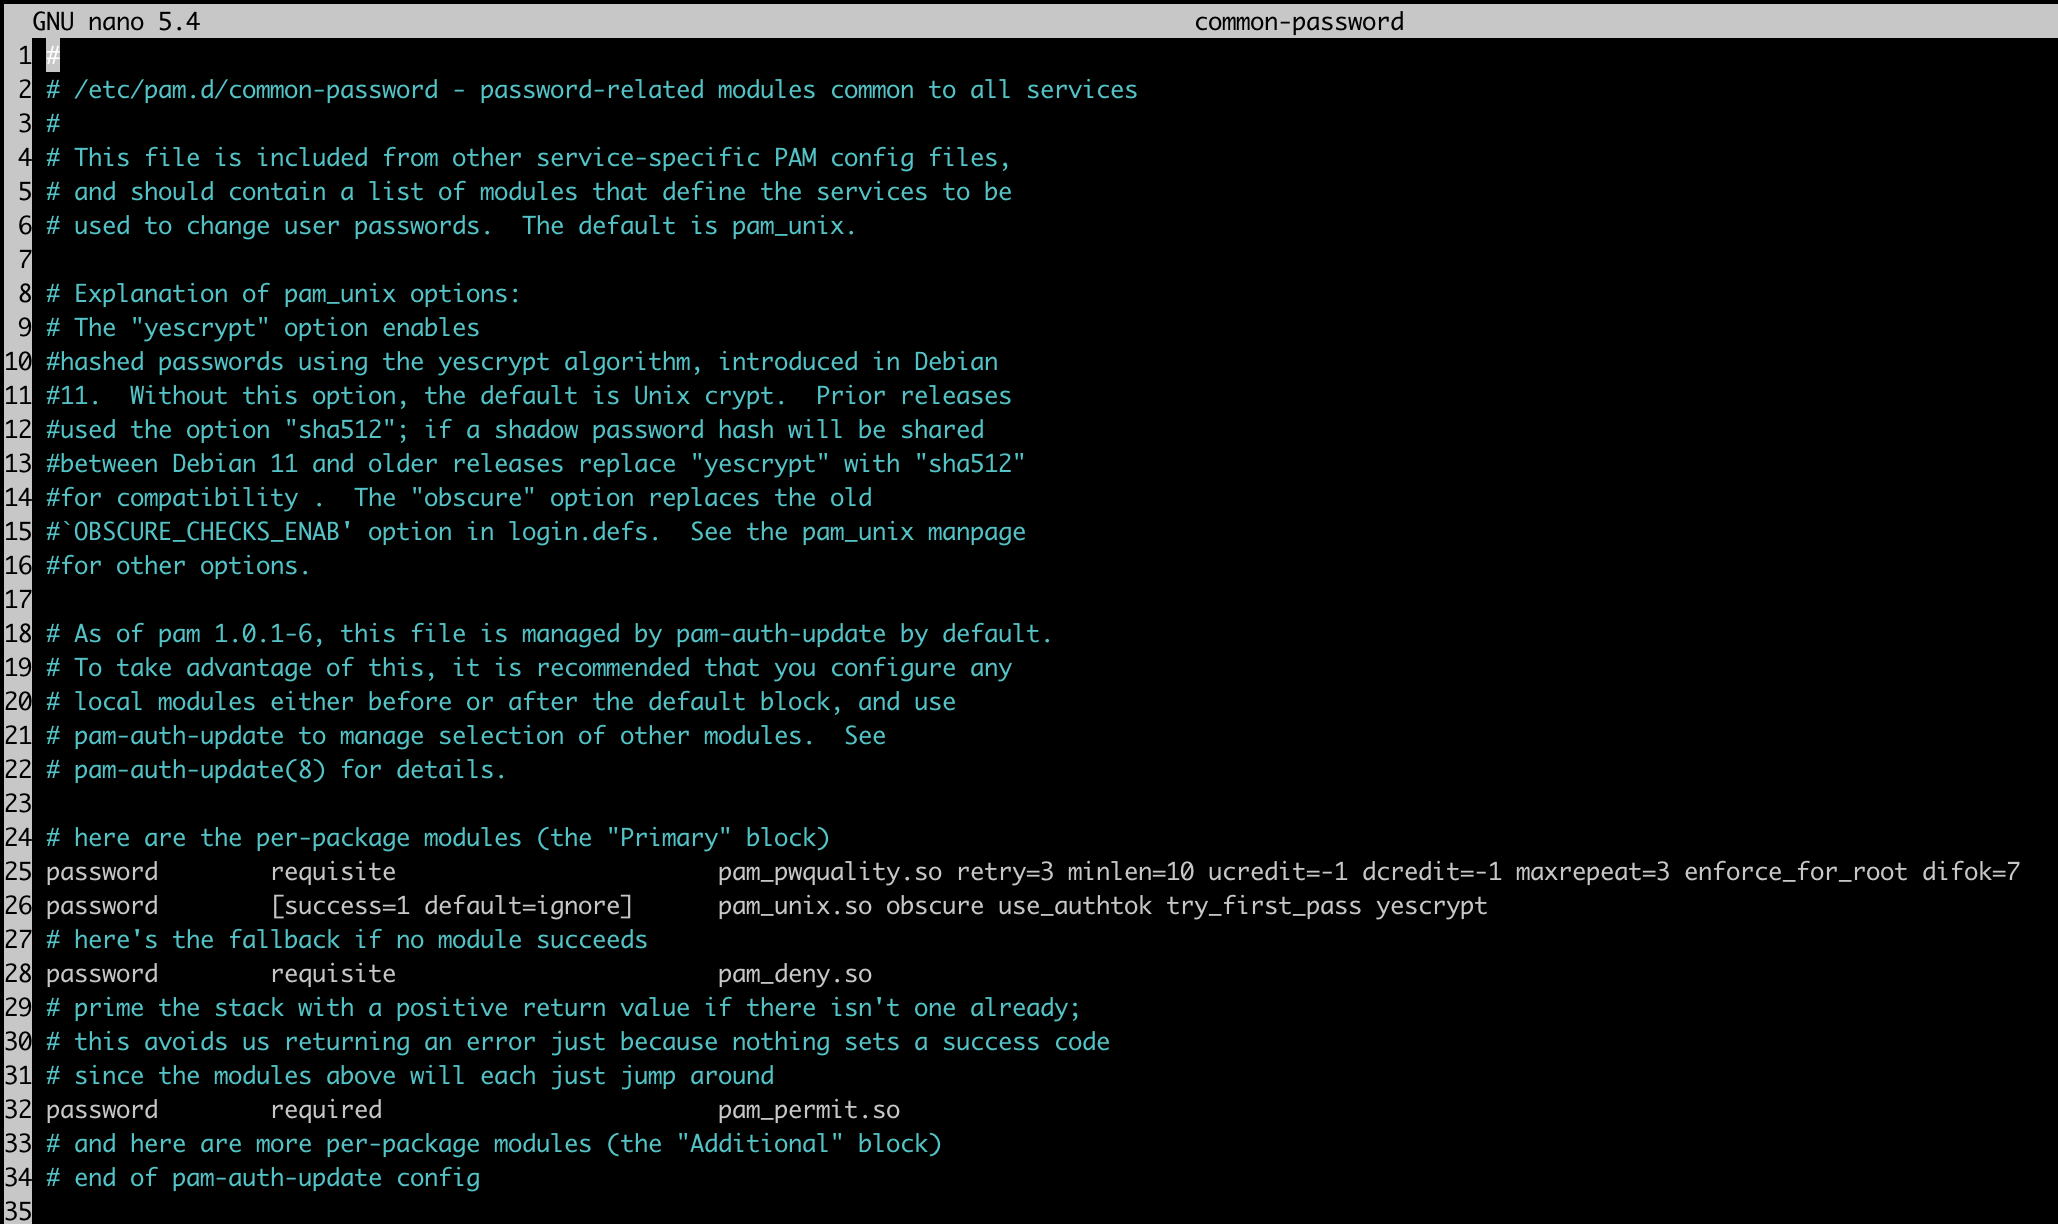 GNU nano 5.4 common-password
1 #
2 # /etc/pam.d/common-password - password-related modules common to all services
3 #
4 # This file is included from other service-specific PAM config files,
5 # and should contain a list of modules that define the services to be
6 # used to change user passwords.  The default is pam_unix.
7
8 # Explanation of pam_unix options:
9 # The "yescrypt" option enables
10 #hashed passwords using the yescrypt algorithm, introduced in Debian
11 #11.  Without this option, the default is Unix crypt.  Prior releases
12 #used the option "sha512"; if a shadow password hash will be shared
13 #between Debian 11 and older releases replace "yescrypt" with "sha512"
14 #for compatibility .  The "obscure" option replaces the old
15 #`OBSCURE_CHECKS_ENAB' option in login.defs.  See the pam_unix manpage
16 #for other options.
17
18 # As of pam 1.0.1-6, this file is managed by pam-auth-update by default.
19 # To take advantage of this, it is recommended that you configure any
20 # local modules either before or after the default block, and use
21 # pam-auth-update to manage selection of other modules.  See
22 # pam-auth-update(8) for details.
23
24 # here are the per-package modules (the "Primary" block)
25 password        requisite                       pam_pwquality.so retry=3 minlen=10 ucredit=-1 dcredit=-1 maxrepeat=3 enforce_for_root difok=7
26 password        [success=1 default=ignore]      pam_unix.so obscure use_authtok try_first_pass yescrypt
27 # here's the fallback if no module succeeds
28 password        requisite                       pam_deny.so
29 # prime the stack with a positive return value if there isn't one already;
30 # this avoids us returning an error just because nothing sets a success code
31 # since the modules above will each just jump around
32 password        required                        pam_permit.so
33 # and here are more per-package modules (the "Additional" block)
34 # end of pam-auth-update config
35